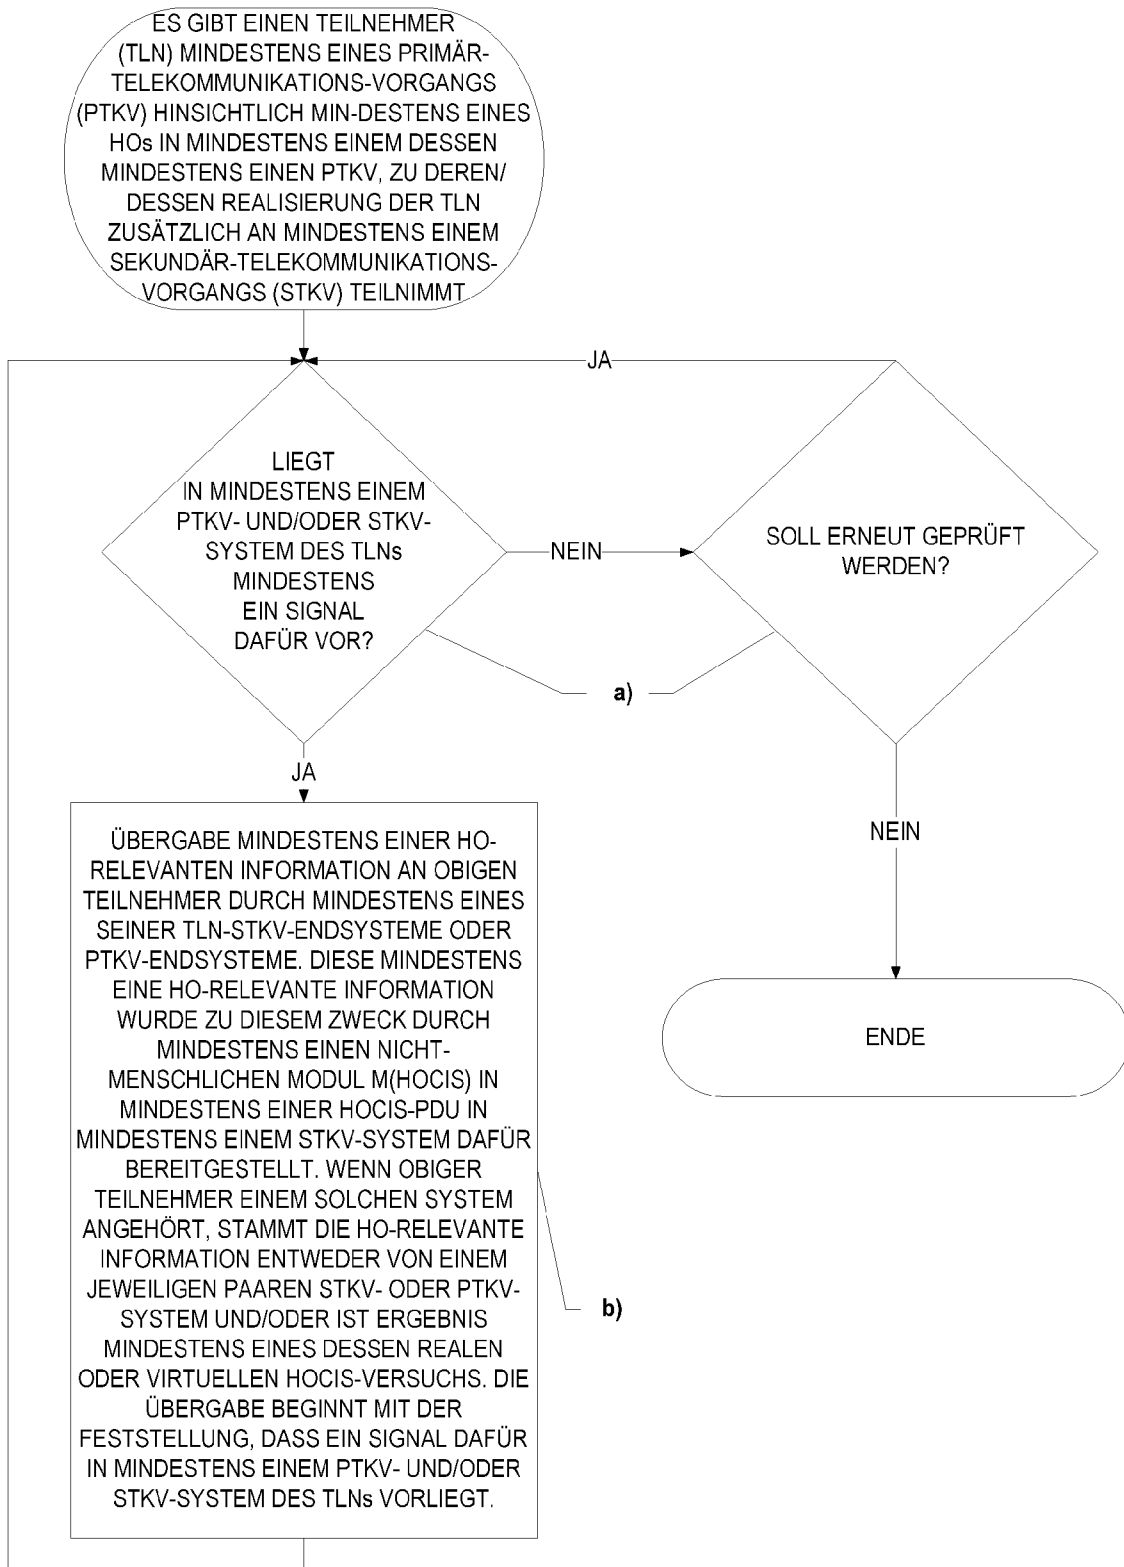 ES GIBT EINEN TEILNEHMER
(TLN) MINDESTENS EINES PRIMÄR-
TELEKOMMUNIKATIONS-VORGANGS
(PTKV) HINSICHTLICH MIN-DESTENS EINES
HOs IN MINDESTENS EINEM DESSEN
MINDESTENS EINEN PTKV, ZU DEREN/
DESSEN REALISIERUNG DER TLN
ZUSÄTZLICH AN MINDESTENS EINEM
SEKUNDÄR-TELEKOMMUNIKATIONS-
VORGANGS (STKV) TEILNIMMT
JA
LIEGT
IN MINDESTENS EINEM
PTKV- UND/ODER STKV-
SYSTEM DES TLNs
MINDESTENS
EIN SIGNAL
DAFÜR VOR?
NEIN
SOLL ERNEUT GEPRÜFT
WERDEN?
a)
JA
NEIN
ÜBERGABE MINDESTENS EINER HO-
RELEVANTEN INFORMATION AN OBIGEN
TEILNEHMER DURCH MINDESTENS EINES
SEINER TLN-STKV-ENDSYSTEME ODER
PTKV-ENDSYSTEME. DIESE MINDESTENS
EINE HO-RELEVANTE INFORMATION
WURDE ZU DIESEM ZWECK DURCH
MINDESTENS EINEN NICHT-
MENSCHLICHEN MODUL M(HOCIS) IN
MINDESTENS EINER HOCIS-PDU IN
MINDESTENS EINEM STKV-SYSTEM DAFÜR
BEREITGESTELLT. WENN OBIGER
TEILNEHMER EINEM SOLCHEN SYSTEM
ANGEHÖRT, STAMMT DIE HO-RELEVANTE
INFORMATION ENTWEDER VON EINEM
JEWEILIGEN PAAREN STKV- ODER PTKV-
SYSTEM UND/ODER IST ERGEBNIS
MINDESTENS EINES DESSEN REALEN
ODER VIRTUELLEN HOCIS-VERSUCHS. DIE
ÜBERGABE BEGINNT MIT DER
FESTSTELLUNG, DASS EIN SIGNAL DAFÜR
IN MINDESTENS EINEM PTKV- UND/ODER
STKV-SYSTEM DES TLNs VORLIEGT.
ENDE
b)